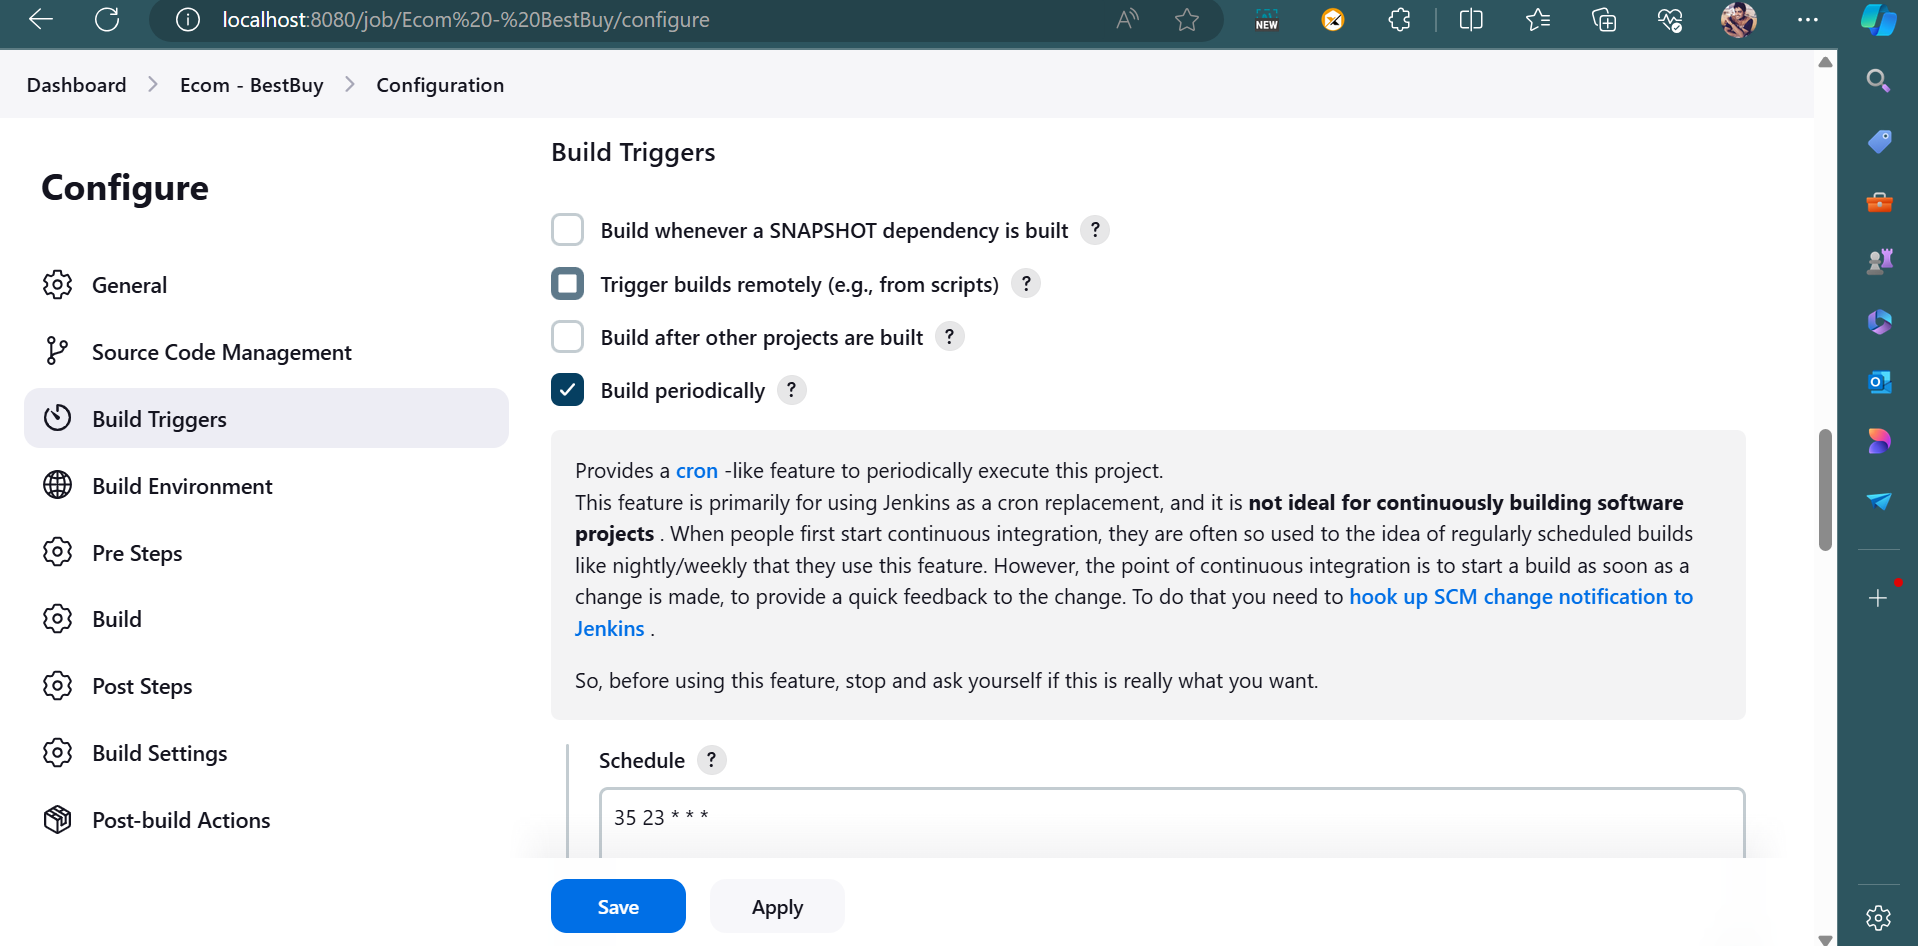 localhost:8080/job/Ecom%20-%20BestBuy/configure
A
NEW
Dashboard
Ecom - BestBuy
Configuration
Configure
General
Source Code Management
Build Triggers
Build Environment
Pre Steps
Build
Post Steps
Build Settings
Post-build Actions
Build Triggers
Build whenever a SNAPSHOT dependency is built ?
Trigger builds remotely (e.g., from scripts) ?
Build after other projects are built ?
Build periodically ?
Provides a cron -like feature to periodically execute this project.
This feature is primarily for using Jenkins as a cron replacement, and it is not ideal for continuously building software
projects . When people first start continuous integration, they are often so used to the idea of regularly scheduled builds
like nightly/weekly that they use this feature. However, the point of continuous integration is to start a build as soon as a
change is made, to provide a quick feedback to the change. To do that you need to hook up SCM change notification to
Jenkins .
So, before using this feature, stop and ask yourself if this is really what you want.
Schedule ?
35 23 * * *
Save
Apply